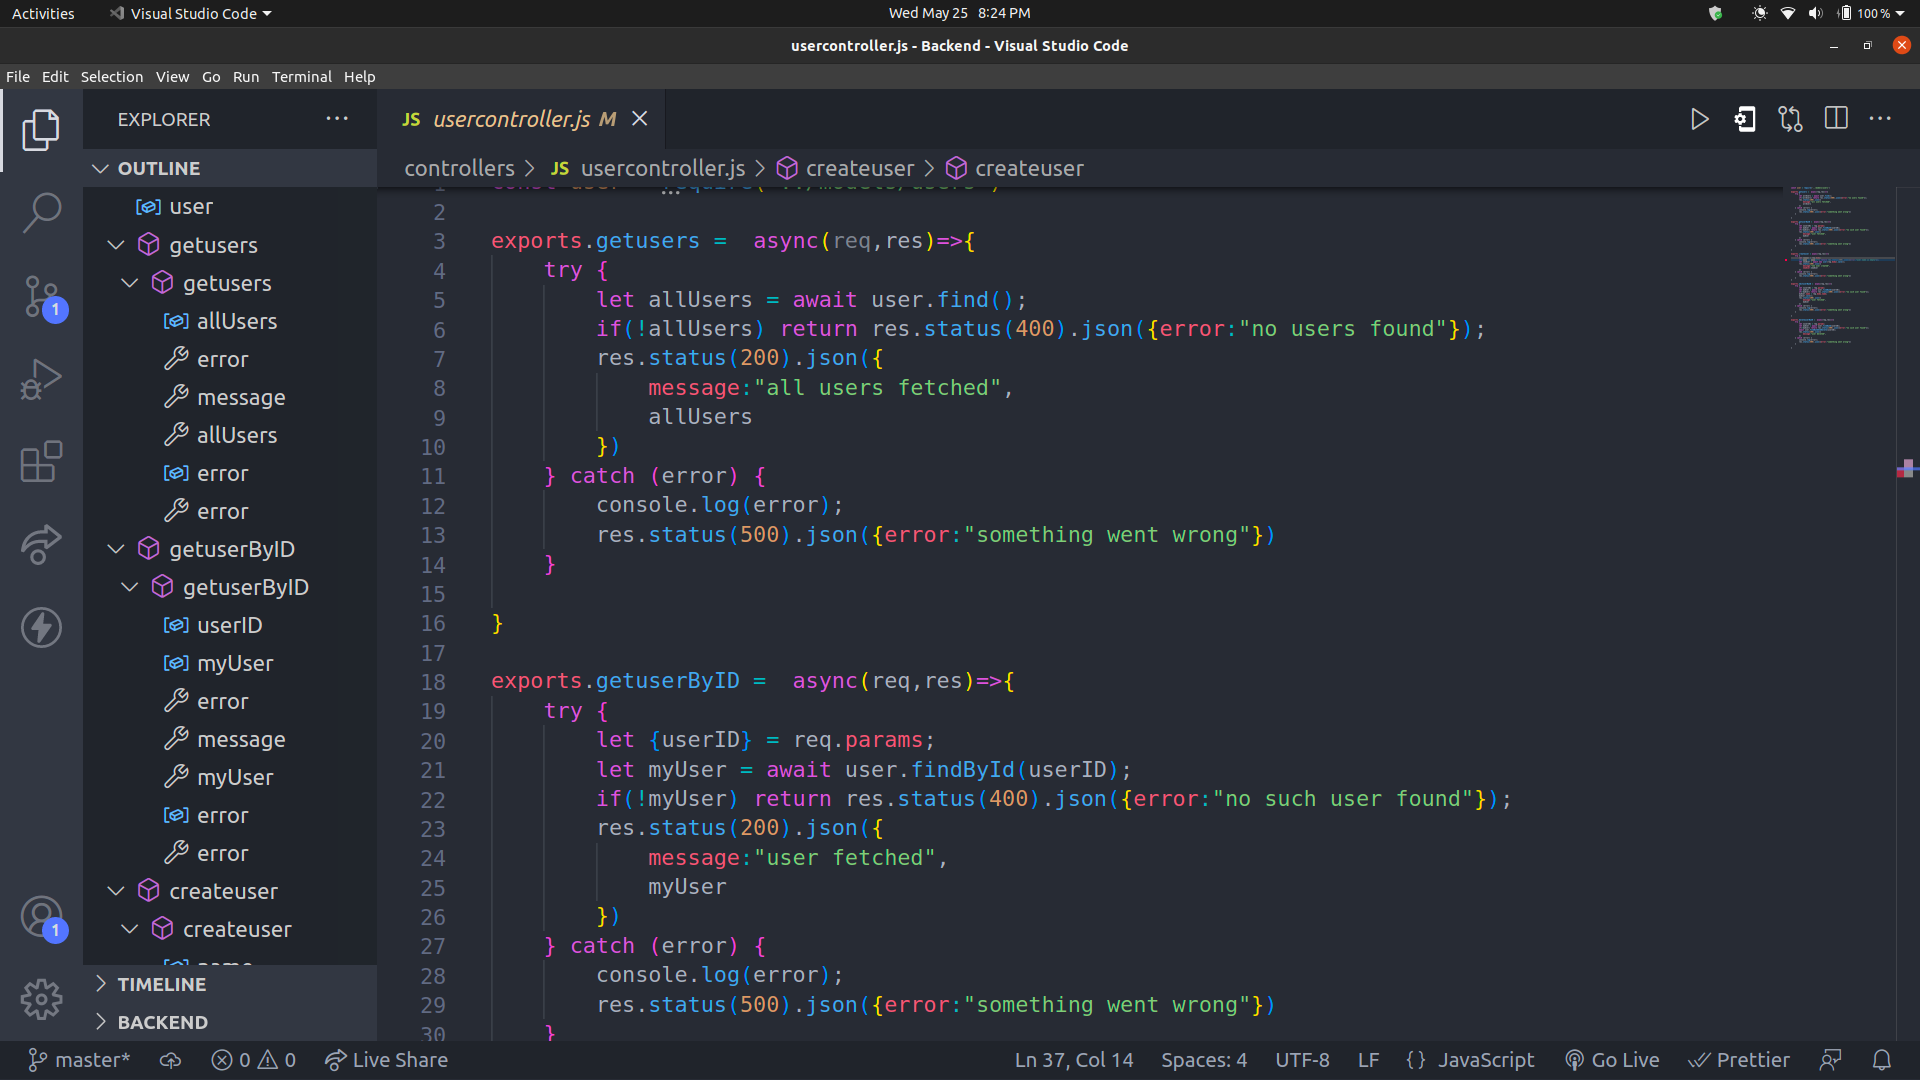 Activities Visual Studio Code Wed May 25 8:24 PM 100 %
usercontroller.js - Backend - Visual Studio Code
File Edit Selection View Go Run Terminal Help
EXPLORER
OUTLINE
user
getusers
getusers
allUsers
error
message
allUsers
error
error
getuserByID
getuserByID
userID
myUser
error
message
myUser
error
error
createuser
createuser
name
TIMELINE
BACKEND
1
1
JS usercontroller.js M
controllers > JS usercontroller.js > createuser > createuser
1 const user = require("../models/users")
2
3 exports.getusers =  async(req,res)=>{
4 try {
5 let allUsers = await user.find();
6 if(!allUsers) return res.status(400).json({error:"no users found"});
7 res.status(200).json({
8 message:"all users fetched",
9 allUsers
10 })
11 } catch (error) {
12 console.log(error);
13 res.status(500).json({error:"something went wrong"})
14 }
15
16 }
17
18 exports.getuserByID =  async(req,res)=>{
19 try {
20 let {userID} = req.params;
21 let myUser = await user.findById(userID);
22 if(!myUser) return res.status(400).json({error:"no such user found"});
23 res.status(200).json({
24 message:"user fetched",
25 myUser
26 })
27 } catch (error) {
28 console.log(error);
29 res.status(500).json({error:"something went wrong"})
30 }
master* 0 0 Live Share Ln 37, Col 14 Spaces: 4 UTF-8 LF {} JavaScript Go Live Prettier